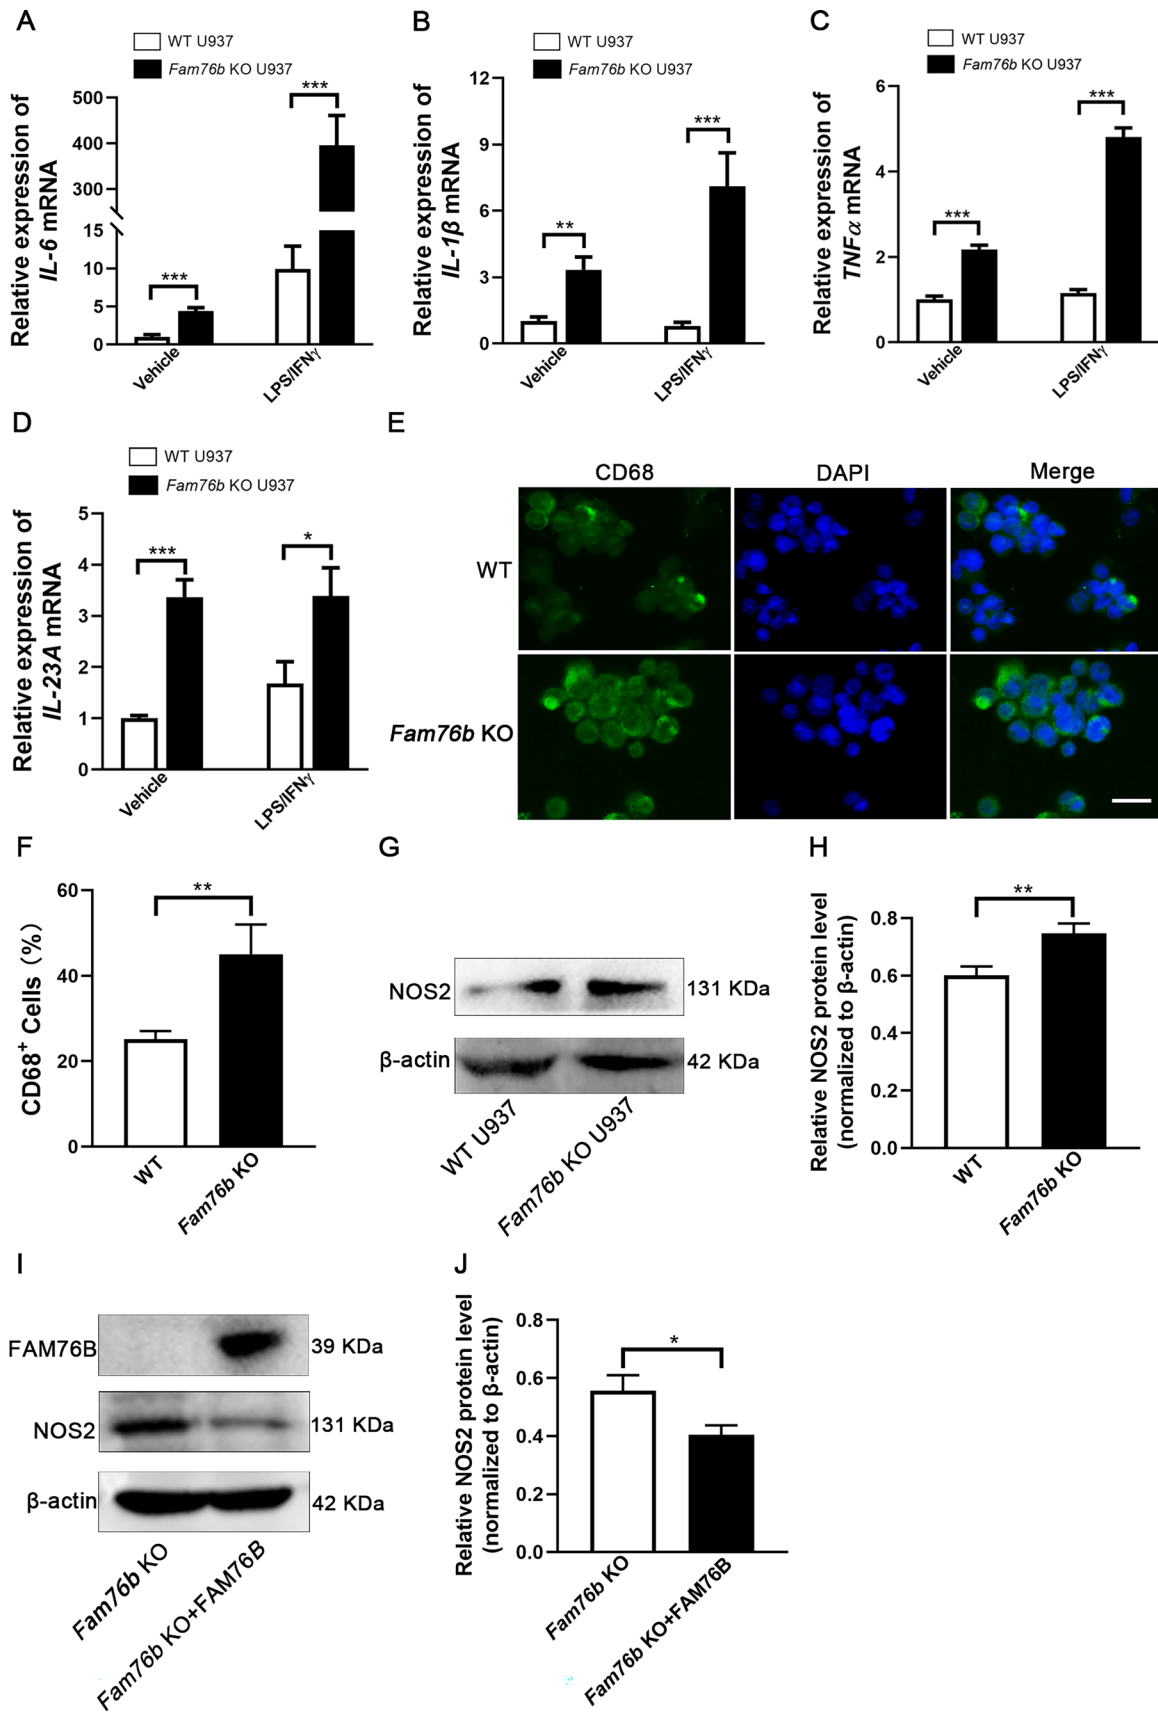 A
WT U937
Fam76b KO U937
Relative expression of
IL-6 mRNA
500
400
300
15
10
5
0
***
***
Vehicle
LPS/IFNγ
B
WT U937
Fam76b KO U937
Relative expression of
IL-1β mRNA
12
9
6
3
0
**
***
Vehicle
LPS/IFNγ
C
WT U937
Fam76b KO U937
Relative expression of
TNFα mRNA
6
4
2
0
***
***
Vehicle
LPS/IFNγ
D
WT U937
Fam76b KO U937
Relative expression of
IL-23A mRNA
5
4
3
2
1
0
***
*
Vehicle
LPS/IFNγ
E
CD68
DAPI
Merge
WT
Fam76b KO
F
CD68+ Cells (%)
60
40
20
0
**
WT
Fam76b KO
G
NOS2
131 KDa
β-actin
42 KDa
WT U937
Fam76b KO U937
H
Relative NOS2 protein level
(normalized to β-actin)
0.8
0.6
0.4
0.2
0.0
**
WT
Fam76b KO
I
FAM76B
39 KDa
NOS2
131 KDa
β-actin
42 KDa
Fam76b KO
Fam76b KO+FAM76B
J
Relative NOS2 protein level
(normalized to β-actin)
0.8
0.6
0.4
0.2
0.0
*
Fam76b KO
Fam76b KO+FAM76B